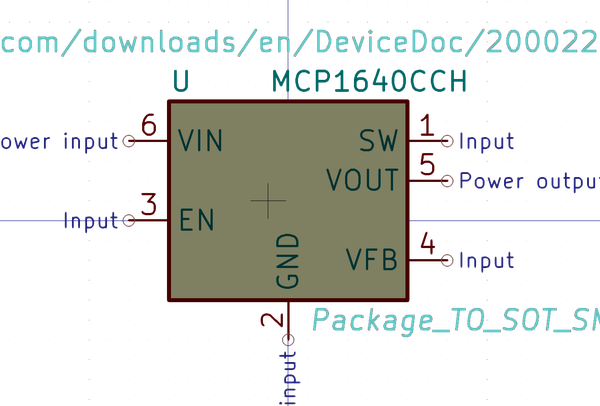 com/downloads/en/DeviceDoc/200022
U MCP1640CCH
ower input 6 VIN SW 1 Input
VOUT 5 Power outpu
Input 3 EN
GND VFB 4 Input
2 Package_TO_SOT_SM
input